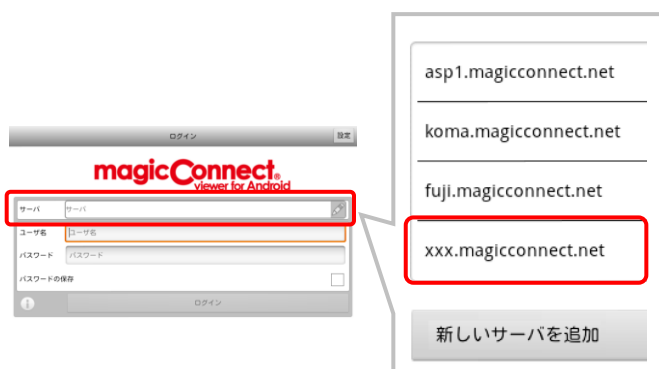 ログイン
設定
magicConnect®
viewer for Android
サーバ サーバ
ユーザ名 ユーザ名
パスワード パスワード
パスワードの保存
ログイン
asp1.magicconnect.net
koma.magicconnect.net
fuji.magicconnect.net
xxx.magicconnect.net
新しいサーバを追加